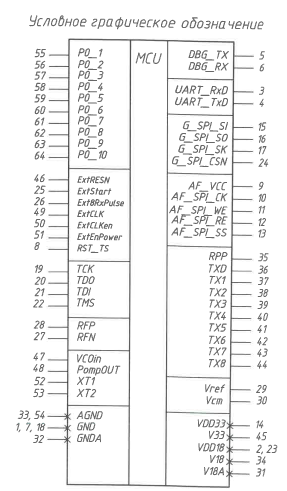 Условное графическое обозначение
MCU
55 P0_1
56 P0_2
57 P0_3
58 P0_4
59 P0_5
60 P0_6
61 P0_7
62 P0_8
63 P0_9
64 P0_10
46 ExtRESN
25 ExtStart
26 Ext8RxPulse
49 ExtCLK
50 ExtCLKen
51 ExtEnPower
8 RST_TS
19 TCK
20 TDO
21 TDI
22 TMS
28 RFP
27 RFN
47 VCOin
48 PompOUT
52 XT1
53 XT2
33, 54 AGND
1, 7, 18 GND
32 GNDA
DBG_TX 5
DBG_RX 6
UART_RxD 3
UART_TxD 4
G_SPI_SI 15
G_SPI_SO 16
G_SPI_SK 17
G_SPI_CSN 24
AF_VCC 9
AF_SPI_CK 10
AF_SPI_WE 11
AF_SPI_RE 12
AF_SPI_SS 13
RPP 35
TXD 36
TX1 37
TX2 38
TX3 39
TX4 40
TX5 41
TX6 42
TX7 43
TX8 44
Vref 29
Vcm 30
VDD33 14
V33 45
VDD18 2, 23
V18 34
V18A 31